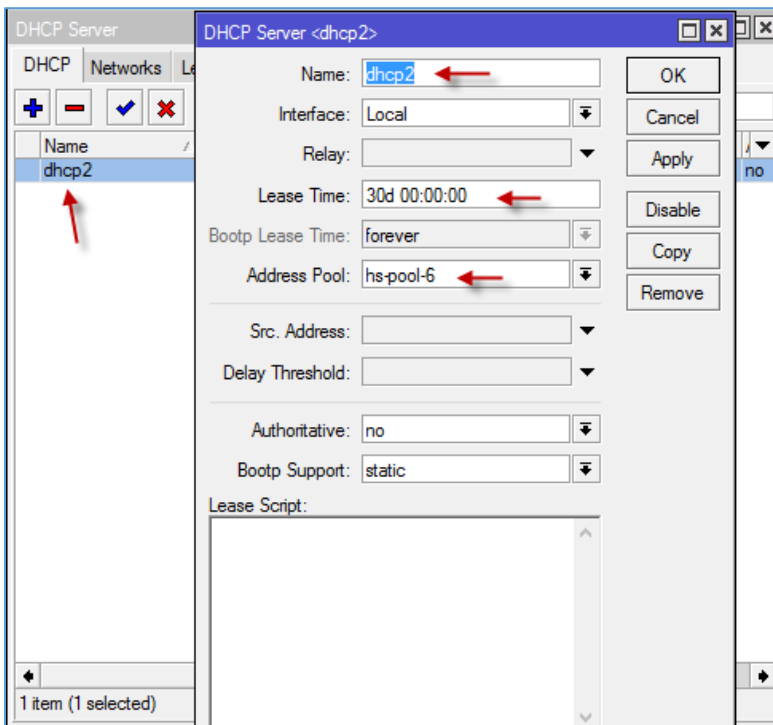 DHCP Server
DHCP Networks Le
Name
dhcp2
no
1 item (1 selected)
DHCP Server <dhcp2>
Name: dhcp2
Interface: Local
Relay:
Lease Time: 30d 00:00:00
Bootp Lease Time: forever
Address Pool: hs-pool-6
Src. Address:
Delay Threshold:
Authoritative: no
Bootp Support: static
Lease Script:
OK
Cancel
Apply
Disable
Copy
Remove